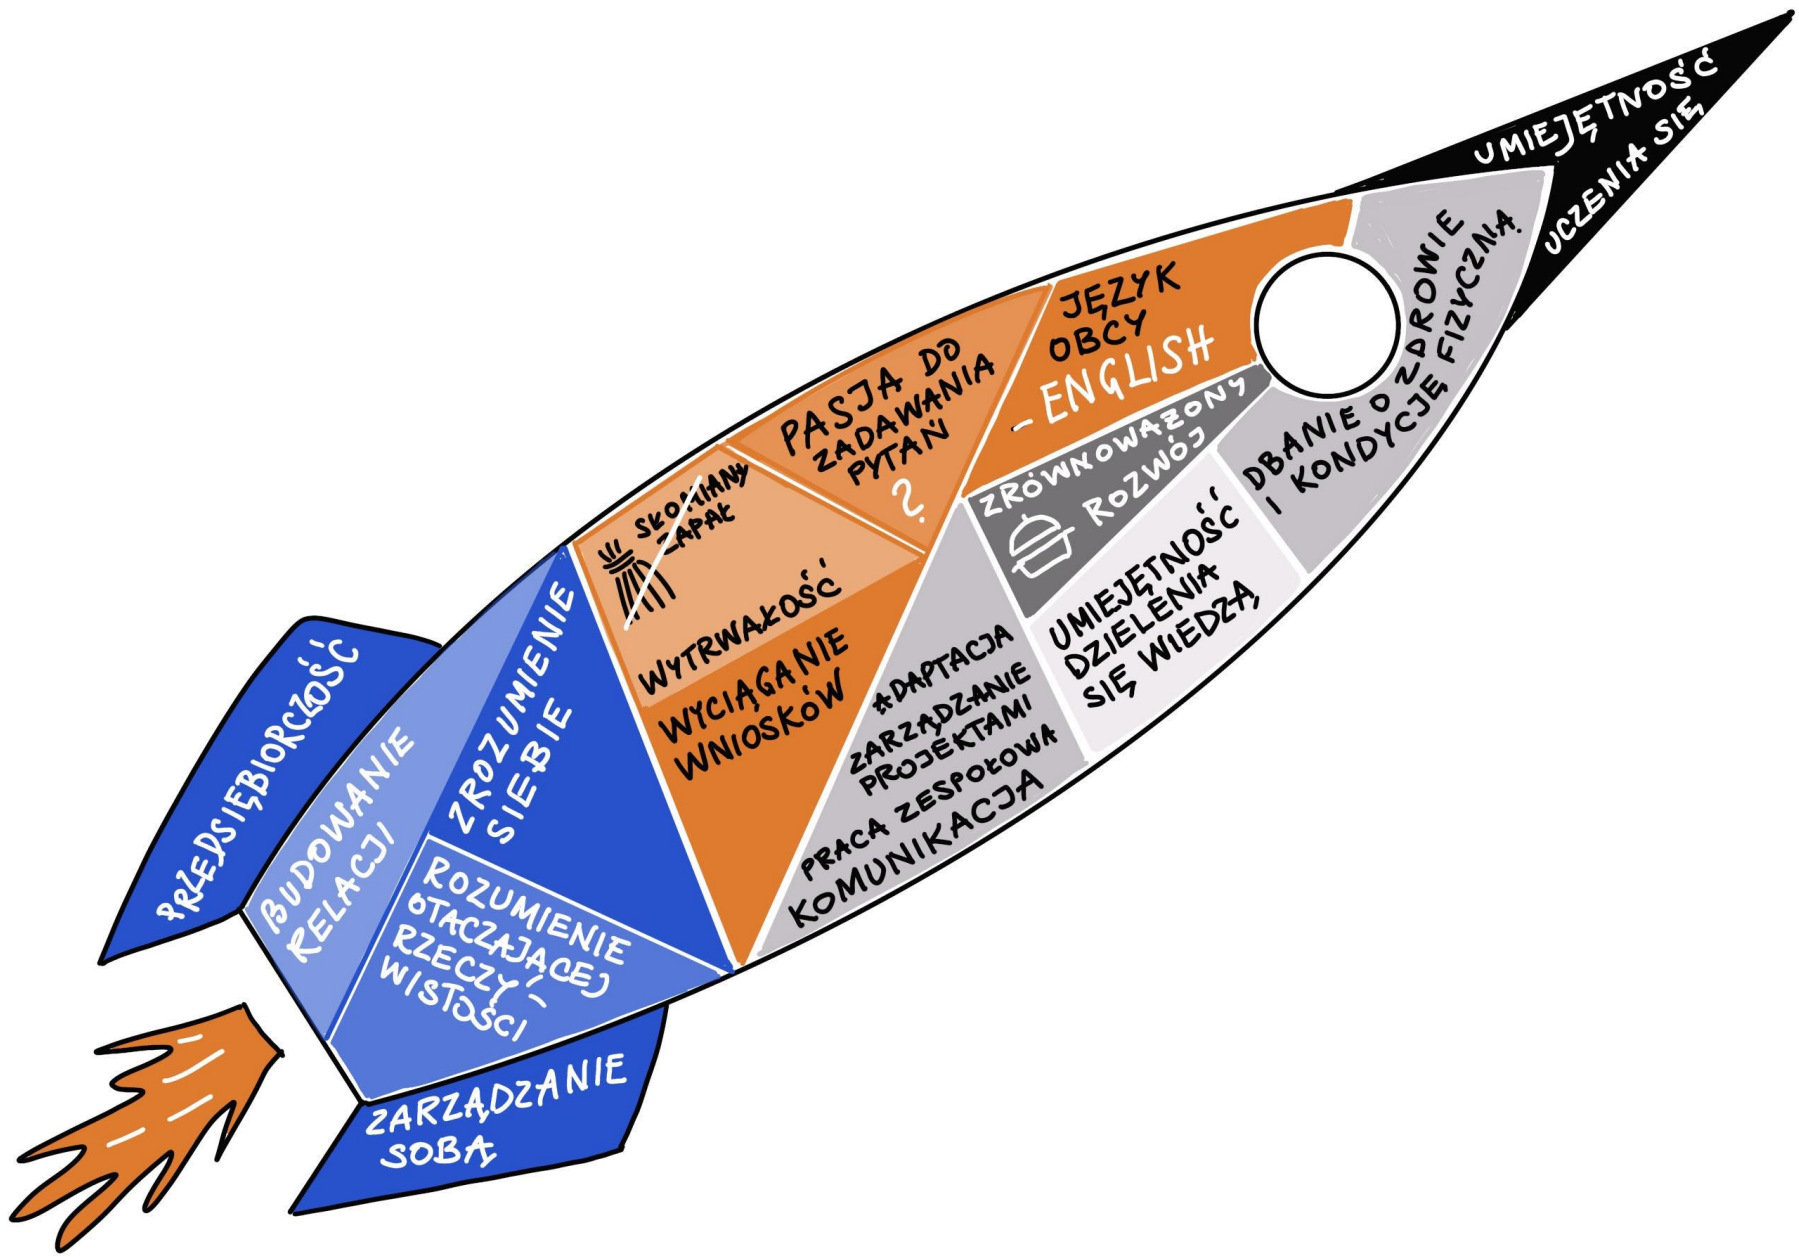 UMIEJĘTNOŚĆ
UCZENIA SIĘ
DBANIE O ZDROWIE
I KONDYCJĘ FIZYCZNĄ
JĘZYK
OBCY
- ENGLISH
ZRÓWNOWAŻONY
ROZWÓJ
UMIEJĘTNOŚĆ
DZIELENIA
SIĘ WIEDZĄ
PASJA DO
ZADAWANIA
PYTAŃ
?
SŁOMIANY
ZAPAŁ
WYTRWAŁOŚĆ
WYCIĄGANIE
WNIOSKÓW
ADAPTACJA
ZARZĄDZANIE
PROJEKTAMI
PRACA ZESPOŁOWA
KOMUNIKACJA
ZROZUMIENIE
SIEBIE
BUDOWANIE
RELACJI
ROZUMIENIE
OTACZAJĄCEJ
RZECZY-
WISTOŚCI
PRZEDSIĘBIORCZOŚĆ
ZARZĄDZANIE
SOBĄ